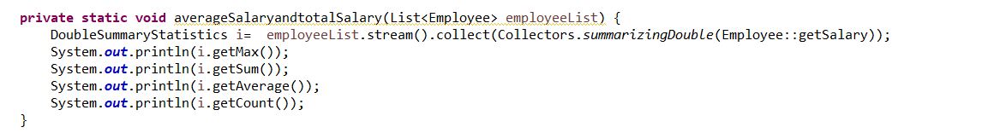 private static void averageSalaryandtotalSalary(List<Employee> employeeList) {
    DoubleSummaryStatistics i=  employeeList.stream().collect(Collectors.summarizingDouble(Employee::getSalary));
    System.out.println(i.getMax());
    System.out.println(i.getSum());
    System.out.println(i.getAverage());
    System.out.println(i.getCount());
}